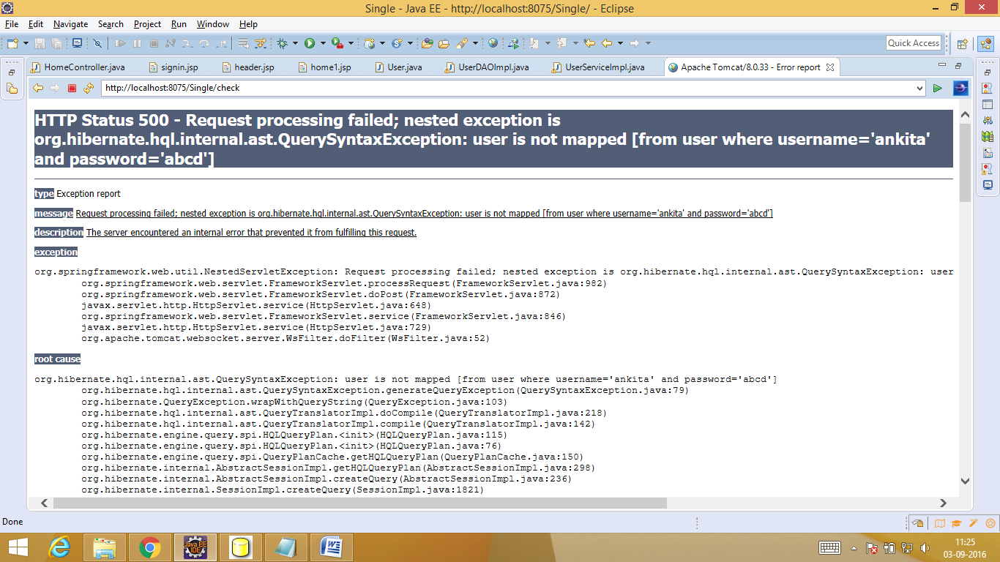 Single - Java EE - http://localhost:8075/Single/ - Eclipse
File Edit Navigate Search Project Run Window Help
Quick Access
HomeController.java signin.jsp header.jsp home1.jsp User.java UserDAOImpl.java UserServiceImpl.java Apache Tomcat/8.0.33 - Error report
http://localhost:8075/Single/check
HTTP Status 500 - Request processing failed; nested exception is
org.hibernate.hql.internal.ast.QuerySyntaxException: user is not mapped [from user where username='ankita'
and password='abcd']
type Exception report
message Request processing failed; nested exception is org.hibernate.hql.internal.ast.QuerySyntaxException: user is not mapped [from user where username='ankita' and password='abcd']
description The server encountered an internal error that prevented it from fulfilling this request.
exception
org.springframework.web.util.NestedServletException: Request processing failed; nested exception is org.hibernate.hql.internal.ast.QuerySyntaxException: user
org.springframework.web.servlet.FrameworkServlet.processRequest(FrameworkServlet.java:982)
org.springframework.web.servlet.FrameworkServlet.doPost(FrameworkServlet.java:872)
javax.servlet.http.HttpServlet.service(HttpServlet.java:648)
org.springframework.web.servlet.FrameworkServlet.service(FrameworkServlet.java:846)
javax.servlet.http.HttpServlet.service(HttpServlet.java:729)
org.apache.tomcat.websocket.server.WsFilter.doFilter(WsFilter.java:52)
root cause
org.hibernate.hql.internal.ast.QuerySyntaxException: user is not mapped [from user where username='ankita' and password='abcd']
org.hibernate.hql.internal.ast.QuerySyntaxException.generateQueryException(QuerySyntaxException.java:79)
org.hibernate.QueryException.wrapWithQueryString(QueryException.java:103)
org.hibernate.hql.internal.ast.QueryTranslatorImpl.doCompile(QueryTranslatorImpl.java:218)
org.hibernate.hql.internal.ast.QueryTranslatorImpl.compile(QueryTranslatorImpl.java:142)
org.hibernate.engine.query.spi.HQLQueryPlan.<init>(HQLQueryPlan.java:115)
org.hibernate.engine.query.spi.HQLQueryPlan.<init>(HQLQueryPlan.java:76)
org.hibernate.engine.query.spi.QueryPlanCache.getHQLQueryPlan(QueryPlanCache.java:150)
org.hibernate.internal.AbstractSessionImpl.getHQLQueryPlan(AbstractSessionImpl.java:298)
org.hibernate.internal.AbstractSessionImpl.createQuery(AbstractSessionImpl.java:236)
org.hibernate.internal.SessionImpl.createQuery(SessionImpl.java:1821)
Done
Java EE
IDE
11:25
03-09-2016